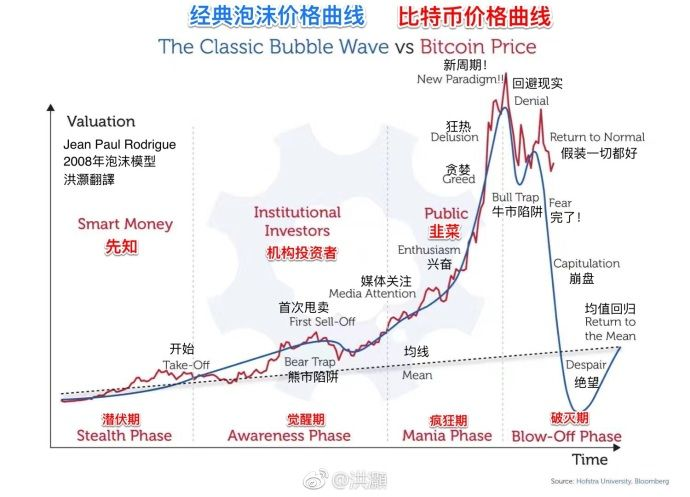 经典泡沫价格曲线 比特币价格曲线
The Classic Bubble Wave vs Bitcoin Price
Valuation
Jean Paul Rodrigue
2008年泡沫模型
洪灝翻譯
新周期！
New Paradigm!!
回避现实
Denial
狂热
Delusion
Return to Normal
假装一切都好
贪婪
Greed
Bull Trap
牛市陷阱
Fear
完了！
Smart Money
先知
Institutional
Investors
机构投资者
Public
韭菜
Enthusiasm
兴奋
Capitulation
崩盘
媒体关注
Media Attention
首次甩卖
First Sell-Off
均值回归
Return to
the Mean
开始
Take-Off
Bear Trap
熊市陷阱
均线
Mean
Despair
绝望
潜伏期
Stealth Phase
觉醒期
Awareness Phase
疯狂期
Mania Phase
破灭期
Blow-Off Phase
Time
@洪灝
Source: Hofstra University, Bloomberg